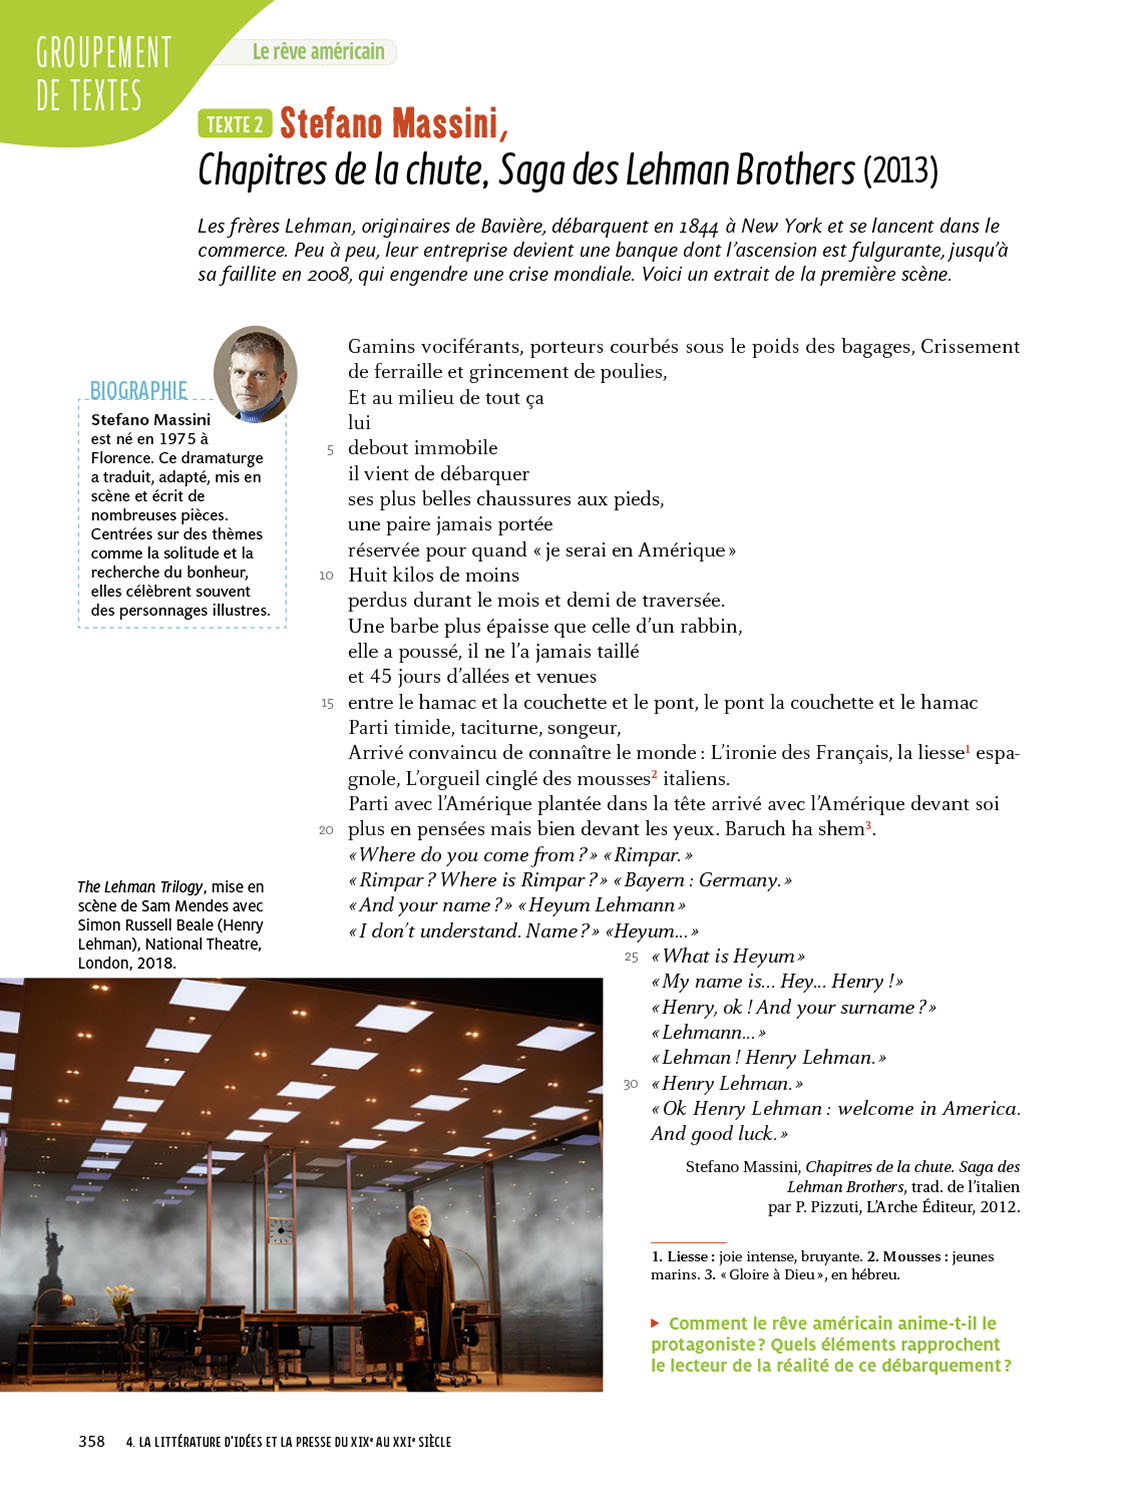 GROUPEMENT
DE TEXTES
Le rêve américain
TEXTE 2 Stefano Massini,
Chapitres de la chute, Saga des Lehman Brothers (2013)
Les frères Lehman, originaires de Bavière, débarquent en 1844 à New York et se lancent dans le
commerce. Peu à peu, leur entreprise devient une banque dont l’ascension est fulgurante, jusqu’à
sa faillite en 2008, qui engendre une crise mondiale. Voici un extrait de la première scène.
BIOGRAPHIE
Stefano Massini
est né en 1975 à
Florence. Ce dramaturge
a traduit, adapté, mis en
scène et écrit de
nombreuses pièces.
Centrées sur des thèmes
comme la solitude et la
recherche du bonheur,
elles célèbrent souvent
des personnages illustres.
Gamins vociférants, porteurs courbés sous le poids des bagages, Crissement
de ferraille et grincement de poulies,
Et au milieu de tout ça
lui
5 debout immobile
il vient de débarquer
ses plus belles chaussures aux pieds,
une paire jamais portée
réservée pour quand « je serai en Amérique »
10 Huit kilos de moins
perdus durant le mois et demi de traversée.
Une barbe plus épaisse que celle d’un rabbin,
elle a poussé, il ne l’a jamais taillé
et 45 jours d’allées et venues
15 entre le hamac et la couchette et le pont, le pont la couchette et le hamac
Parti timide, taciturne, songeur,
Arrivé convaincu de connaître le monde : L’ironie des Français, la liesse1 espa-
gnole, L’orgueil cinglé des mousses2 italiens.
Parti avec l’Amérique plantée dans la tête arrivé avec l’Amérique devant soi
20 plus en pensées mais bien devant les yeux. Baruch ha shem3.
« Where do you come from ? » « Rimpar. »
« Rimpar ? Where is Rimpar ? » « Bayern : Germany. »
« And your name ? » « Heyum Lehmann »
« I don’t understand. Name ? » «Heyum... »
25 « What is Heyum »
« My name is... Hey... Henry ! »
« Henry, ok ! And your surname ? »
« Lehmann... »
« Lehman ! Henry Lehman. »
30 « Henry Lehman. »
« Ok Henry Lehman : welcome in America.
And good luck. »
Stefano Massini, Chapitres de la chute. Saga des
Lehman Brothers, trad. de l’italien
par P. Pizzuti, L’Arche Éditeur, 2012.
The Lehman Trilogy, mise en
scène de Sam Mendes avec
Simon Russell Beale (Henry
Lehman), National Theatre,
London, 2018.
1. Liesse : joie intense, bruyante. 2. Mousses : jeunes
marins. 3. « Gloire à Dieu », en hébreu.
Comment le rêve américain anime-t-il le
protagoniste ? Quels éléments rapprochent
le lecteur de la réalité de ce débarquement ?
358 4. LA LITTÉRATURE D’IDÉES ET LA PRESSE DU XIXe AU XXIe SIÈCLE